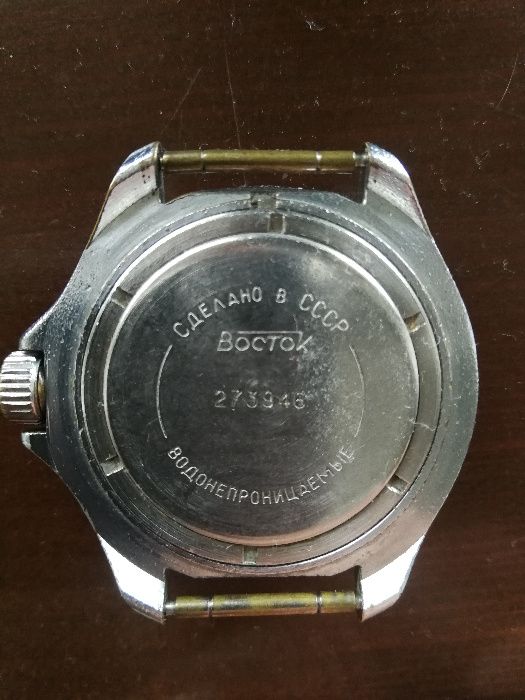 СДЕЛАНО В СССР
Восток
273946
ВОДОНЕПРОНИЦАЕМЫЕ